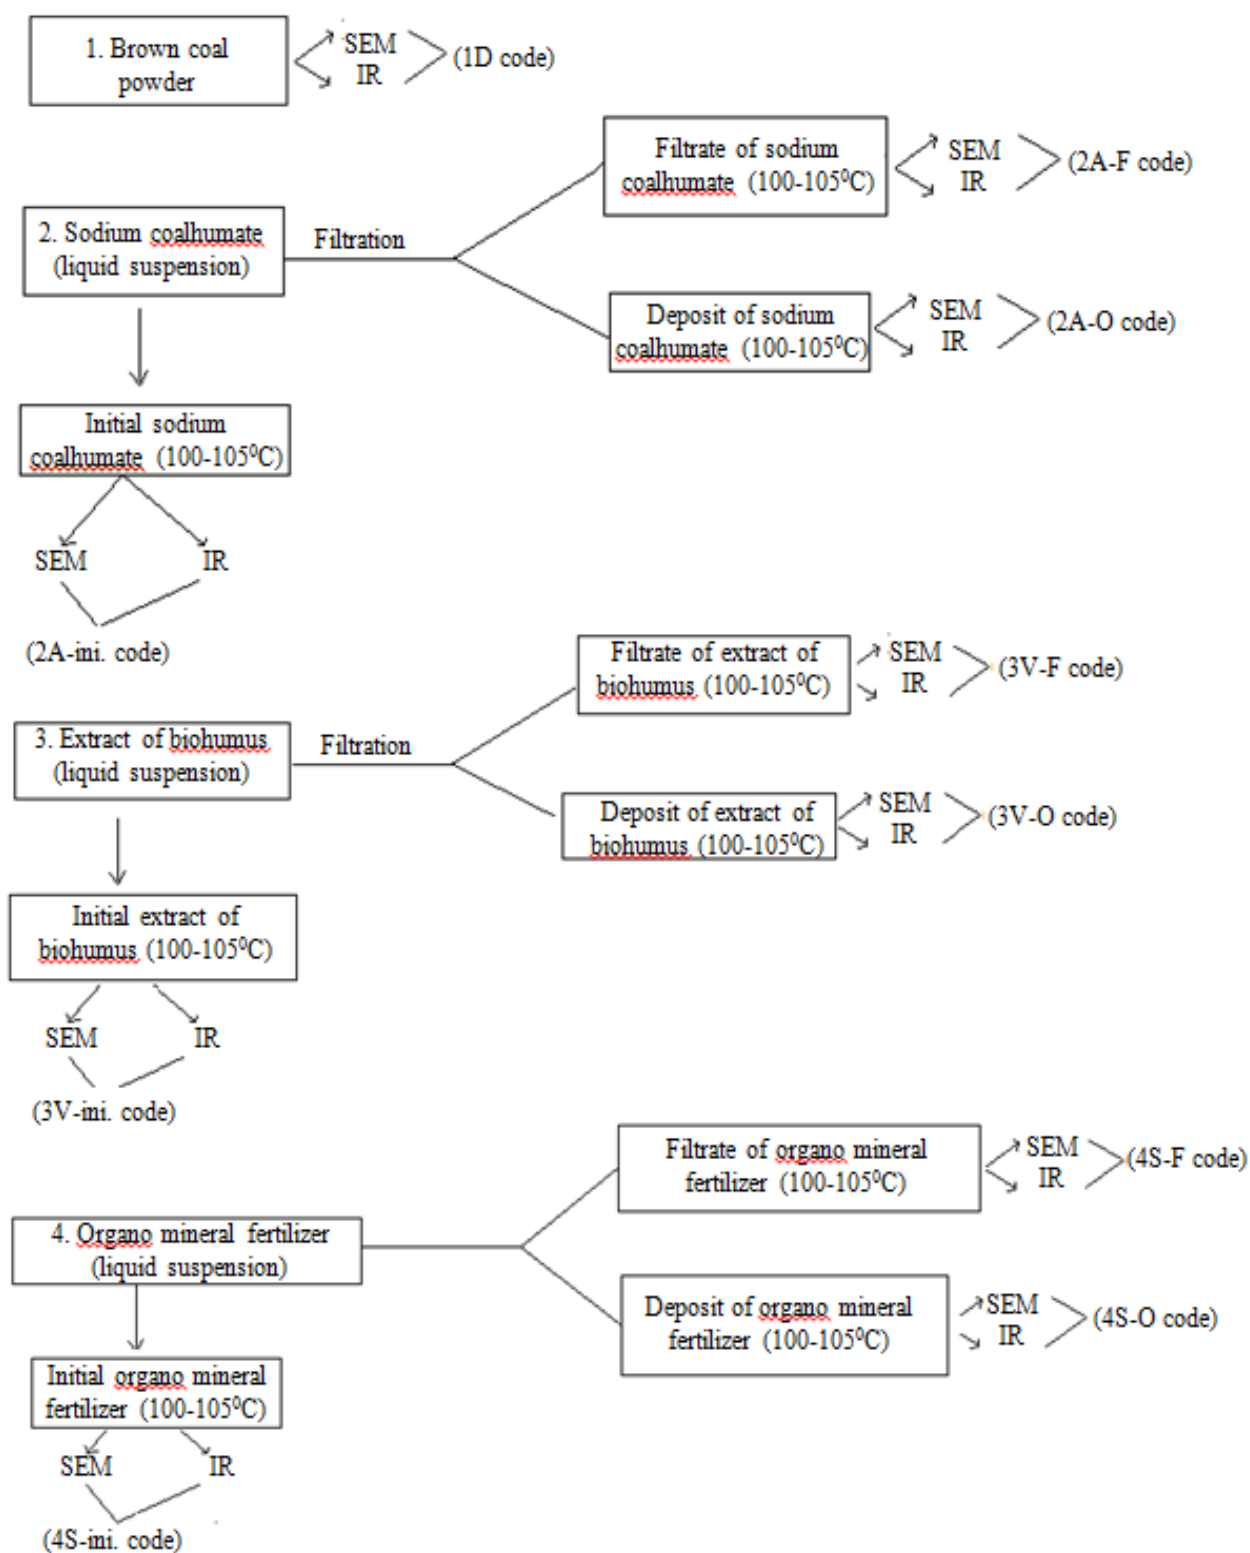 1. Brown coal
powder
SEM
IR
(1D code)
Filtrate of sodium
coalhumate (100-105⁰C)
SEM
IR
(2A-F code)
2. Sodium coalhumate
(liquid suspension)
Filtration
Deposit of sodium
coalhumate (100-105⁰C)
SEM
IR
(2A-O code)
Initial sodium
coalhumate (100-105⁰C)
SEM
IR
(2A-ini. code)
Filtrate of extract of
biohumus (100-105⁰C)
SEM
IR
(3V-F code)
3. Extract of biohumus
(liquid suspension)
Filtration
Deposit of extract of
biohumus (100-105⁰C)
SEM
IR
(3V-O code)
Initial extract of
biohumus (100-105⁰C)
SEM
IR
(3V-ini. code)
Filtrate of organo mineral
fertilizer (100-105⁰C)
SEM
IR
(4S-F code)
4. Organo mineral fertilizer
(liquid suspension)
Deposit of organo mineral
fertilizer (100-105⁰C)
SEM
IR
(4S-O code)
Initial organo mineral
fertilizer (100-105⁰C)
SEM
IR
(4S-ini. code)